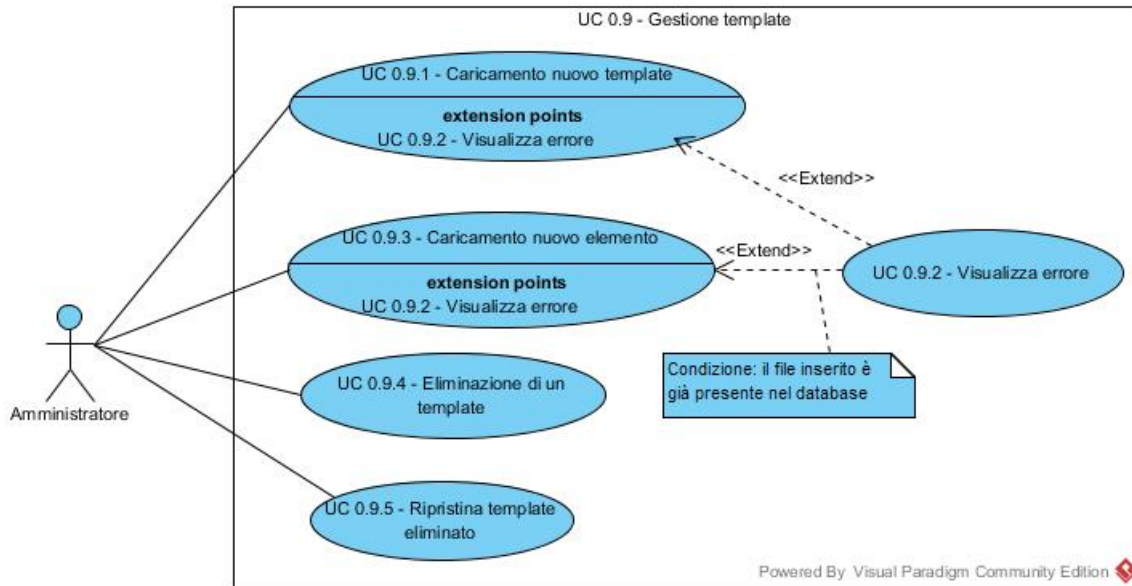 UC 0.9 - Gestione template
UC 0.9.1 - Caricamento nuovo template
extension points
UC 0.9.2 - Visualizza errore
<<Extend>>
UC 0.9.3 - Caricamento nuovo elemento
extension points
UC 0.9.2 - Visualizza errore
<<Extend>>
UC 0.9.2 - Visualizza errore
Condizione: il file inserito è
già presente nel database
UC 0.9.4 - Eliminazione di un
template
Amministratore
UC 0.9.5 - Ripristina template
eliminato
Powered By Visual Paradigm Community Edition